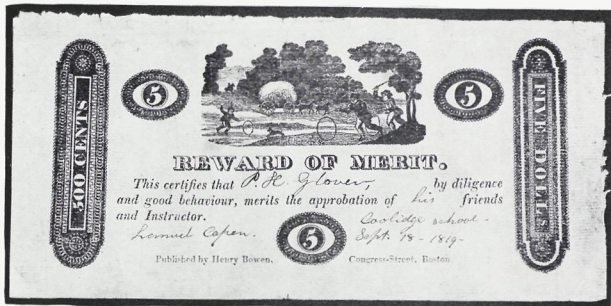 500 CENTS
5
5
FIVE DOLLS.
REWARD OF MERIT.
This certifies that P. H. Glover, by diligence
and good behaviour, merits the approbation of his friends
and Instructor. Coolidge school -
Lemuel Capen. 5 Sept. 18 - 1819 -
Published by Henry Bowen, Congress-Street, Boston.